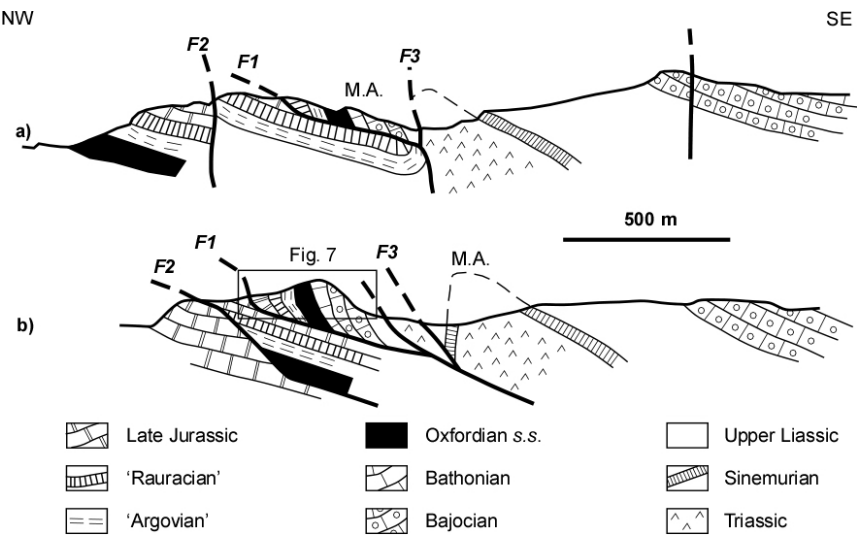 NW SE
F2
F1 M.A. F3
a)
500 m
F1 Fig. 7 F3 M.A.
F2
b)
Late Jurassic Oxfordian s.s. Upper Liassic
'Rauracian' Bathonian Sinemurian
'Argovian' Bajocian Triassic